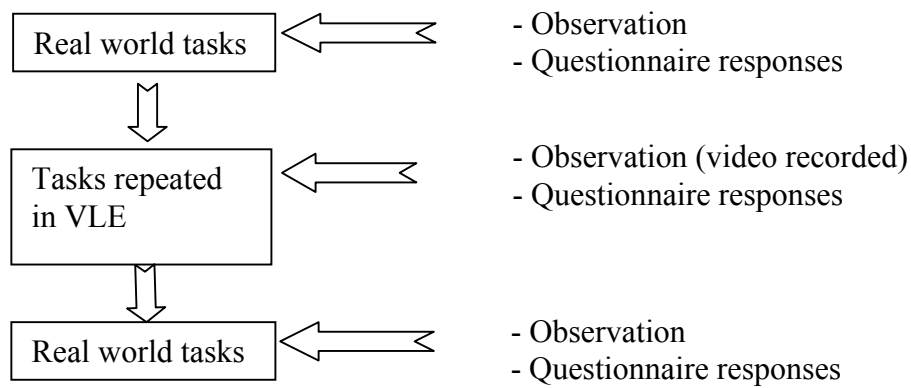 Real world tasks
- Observation
- Questionnaire responses
Tasks repeated
in VLE
- Observation (video recorded)
- Questionnaire responses
Real world tasks
- Observation
- Questionnaire responses